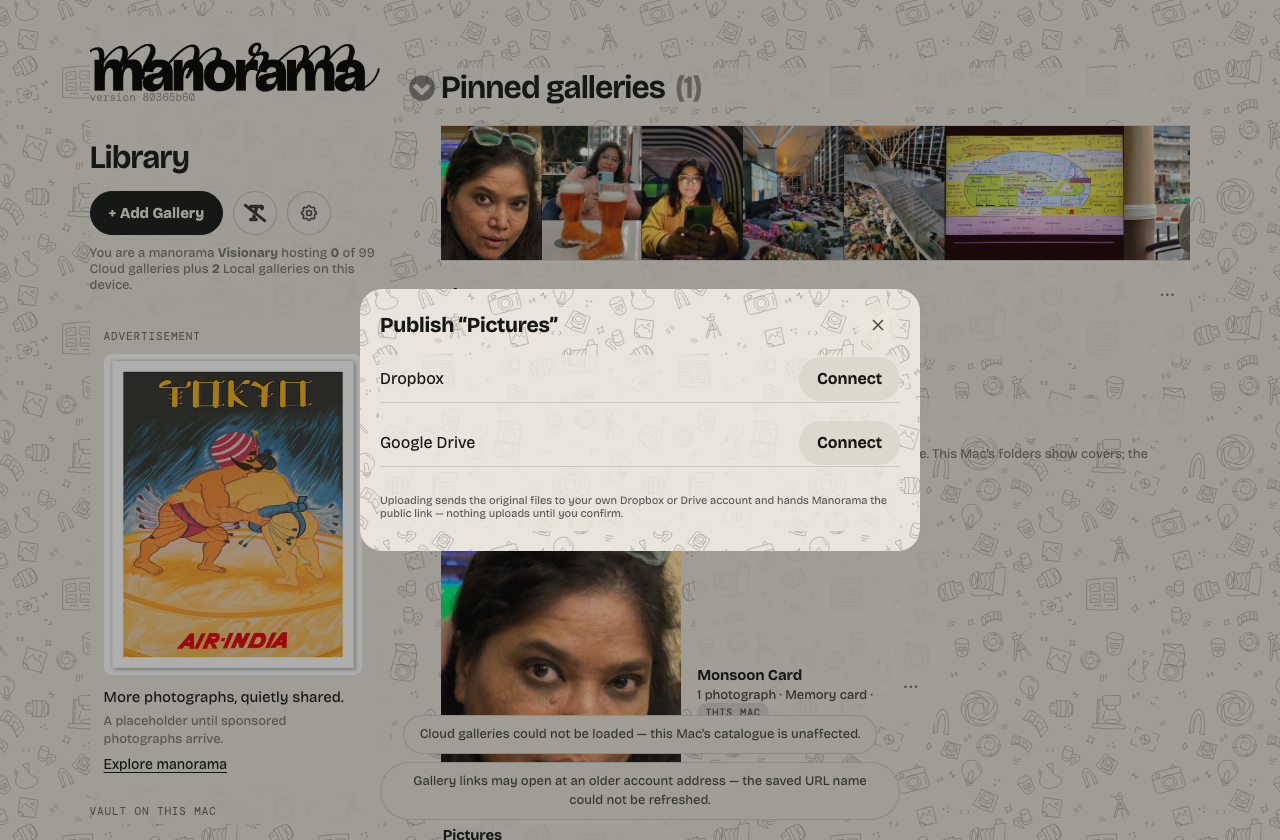 manorama
version 80365b60
Library
+ Add Gallery
You are a manorama Visionary hosting 0 of 99
Cloud galleries plus 2 Local galleries on this
device.
ADVERTISEMENT
TOKYO
AIR-INDIA
More photographs, quietly shared.
A placeholder until sponsored
photographs arrive.
Explore manorama
VAULT ON THIS MAC
Pinned galleries (1)
Publish “Pictures”
Dropbox
Connect
Google Drive
Connect
Uploading sends the original files to your own Dropbox or Drive account and hands Manorama the
public link — nothing uploads until you confirm.
e. This Mac’s folders show covers; the
Monsoon Card
1 photograph · Memory card ·
THIS MAC
Cloud galleries could not be loaded — this Mac’s catalogue is unaffected.
Gallery links may open at an older account address — the saved URL name
could not be refreshed.
Pictures